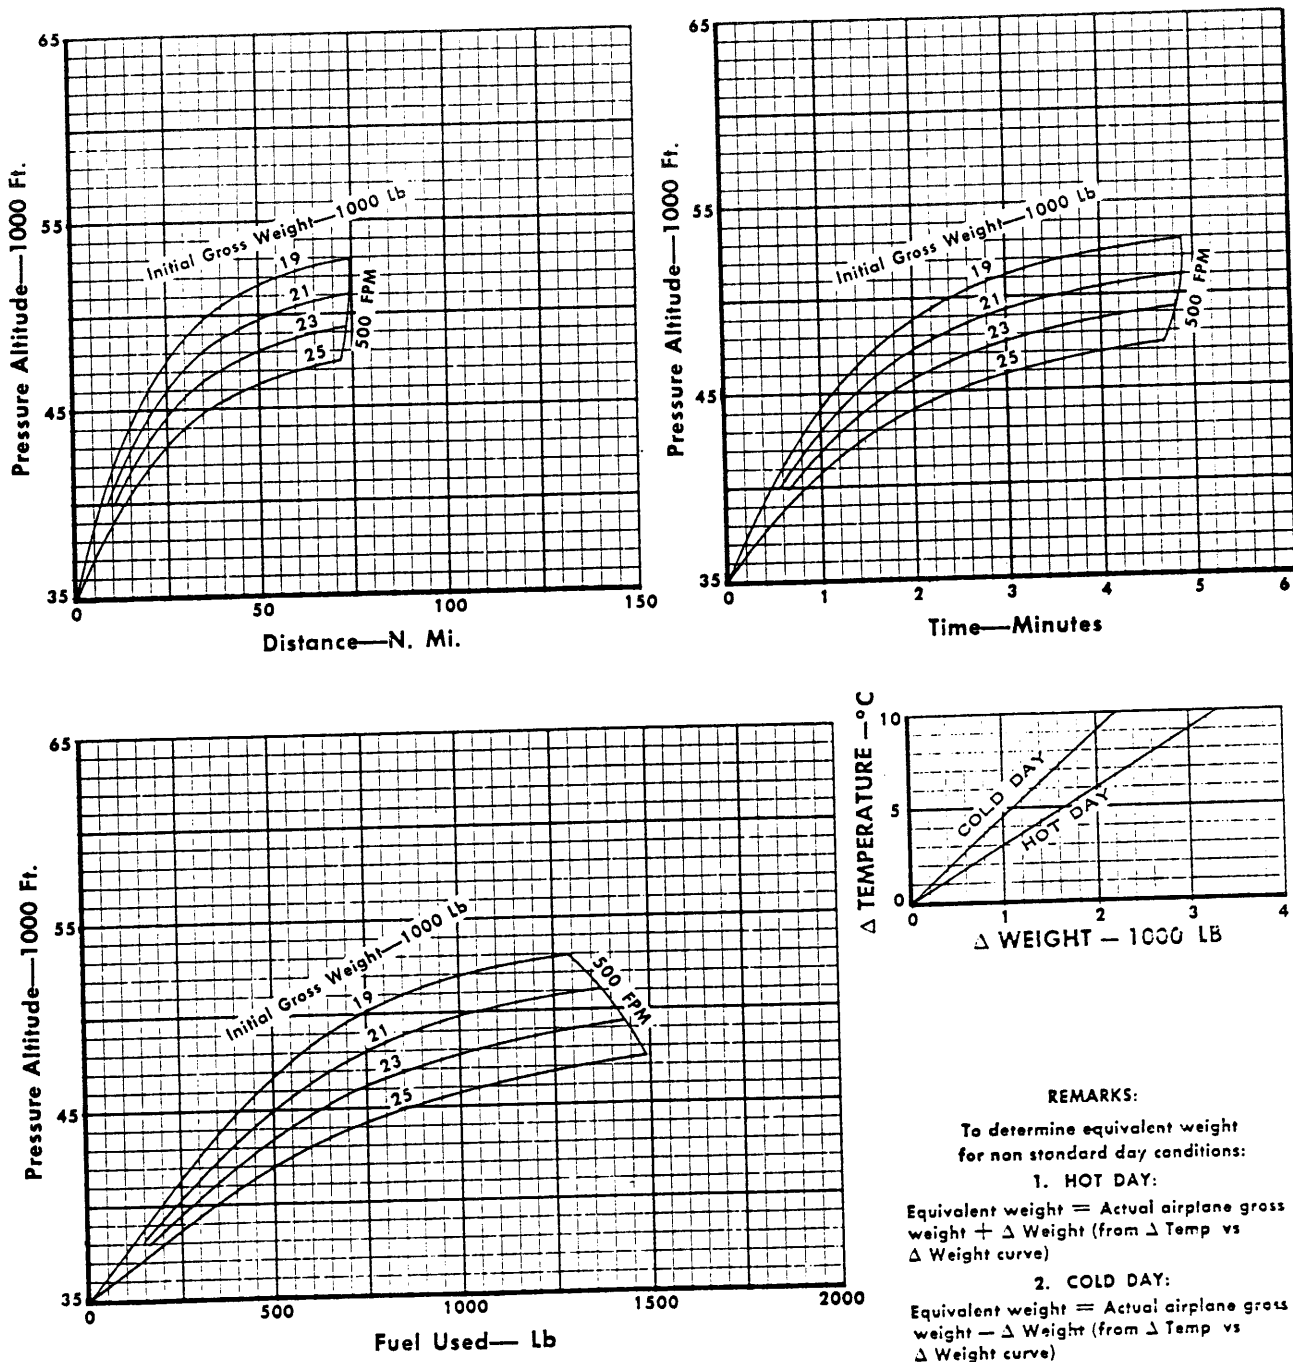 65
55
45
35
0
50
100
150
Pressure Altitude—1000 Ft.
Distance—N. Mi.
Initial Gross Weight—1000 Lb
19
21
23
25
500 FPM
65
55
45
35
0
1
2
3
4
5
6
Pressure Altitude—1000 Ft.
Time—Minutes
Initial Gross Weight—1000 Lb
19
21
23
25
500 FPM
65
55
45
35
0
500
1000
1500
2000
Pressure Altitude—1000 Ft.
Fuel Used— Lb
Initial Gross Weight—1000 Lb
19
21
23
25
500 FPM
10
5
0
0
1
2
3
4
Δ TEMPERATURE —°C
Δ WEIGHT — 1000 LB
COLD DAY
HOT DAY
REMARKS:
To determine equivalent weight
for non standard day conditions:
1. HOT DAY:
Equivalent weight = Actual airplane gross
weight + Δ Weight (from Δ Temp vs
Δ Weight curve)
2. COLD DAY:
Equivalent weight = Actual airplane gross
weight — Δ Weight (from Δ Temp vs
Δ Weight curve)